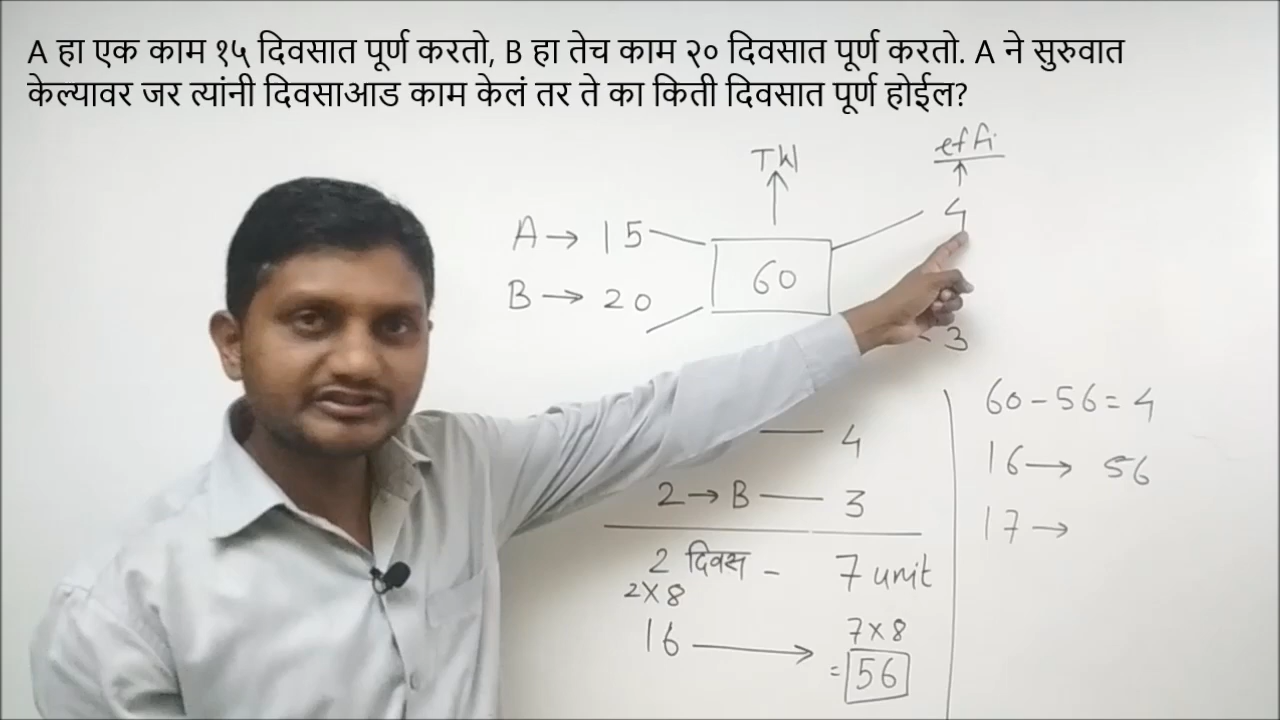 A हा एक काम १५ दिवसात पूर्ण करतो, B हा तेच काम २० दिवसात पूर्ण करतो. A ने सुरुवात
केल्यावर जर त्यांनी दिवसाआड काम केलं तर ते का किती दिवसात पूर्ण होईल?
TW
effi
A → 15
4
B → 20
60
3
4
2 → B — 3
2 दिवस - 7 unit
2×8
7×8
16 → = 56
60-56=4
16 → 56
17 →